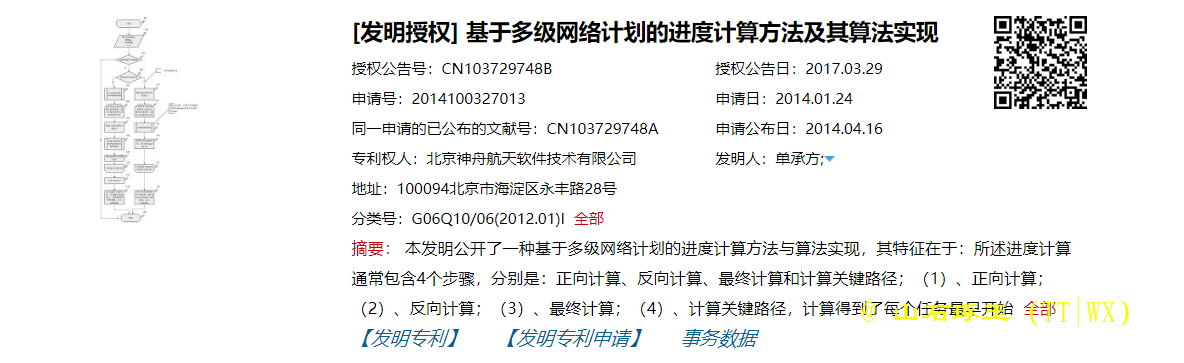 [发明授权] 基于多级网络计划的进度计算方法及其算法实现
授权公告号：CN103729748B 授权公告日：2017.03.29
申请号：2014100327013 申请日：2014.01.24
同一申请的已公布的文献号：CN103729748A 申请公布日：2014.04.16
专利权人：北京神舟航天软件技术有限公司 发明人：单承方;
地址：100094北京市海淀区永丰路28号
分类号：G06Q10/06(2012.01)I 全部
摘要： 本发明公开了一种基于多级网络计划的进度计算方法与算法实现，其特征在于：所述进度计算
通常包含4个步骤，分别是：正向计算、反向计算、最终计算和计算关键路径；（1）、正向计算；
（2）、反向计算；（3）、最终计算；（4）、计算关键路径，计算得到了每个任务最早开始 全部
【发明专利】 【发明专利申请】 事务数据